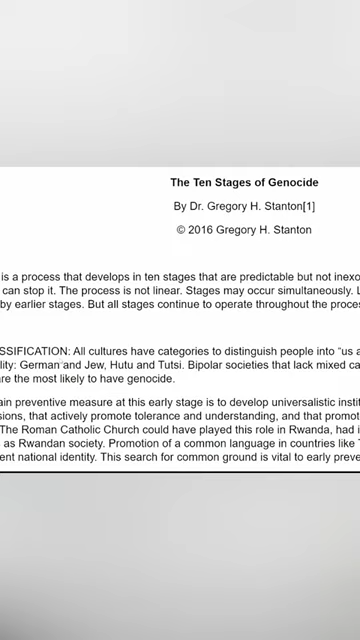 The Ten Stages of Genocide
By Dr. Gregory H. Stanton[1]
© 2016 Gregory H. Stanton
is a process that develops in ten stages that are predictable but not inexo
can stop it. The process is not linear. Stages may occur simultaneously. L
by earlier stages. But all stages continue to operate throughout the proce
SSIFICATION: All cultures have categories to distinguish people into “us a
lity: German and Jew, Hutu and Tutsi. Bipolar societies that lack mixed ca
are the most likely to have genocide.
ain preventive measure at this early stage is to develop universalistic instit
sions, that actively promote tolerance and understanding, and that promot
The Roman Catholic Church could have played this role in Rwanda, had i
as Rwandan society. Promotion of a common language in countries like T
ent national identity. This search for common ground is vital to early preve